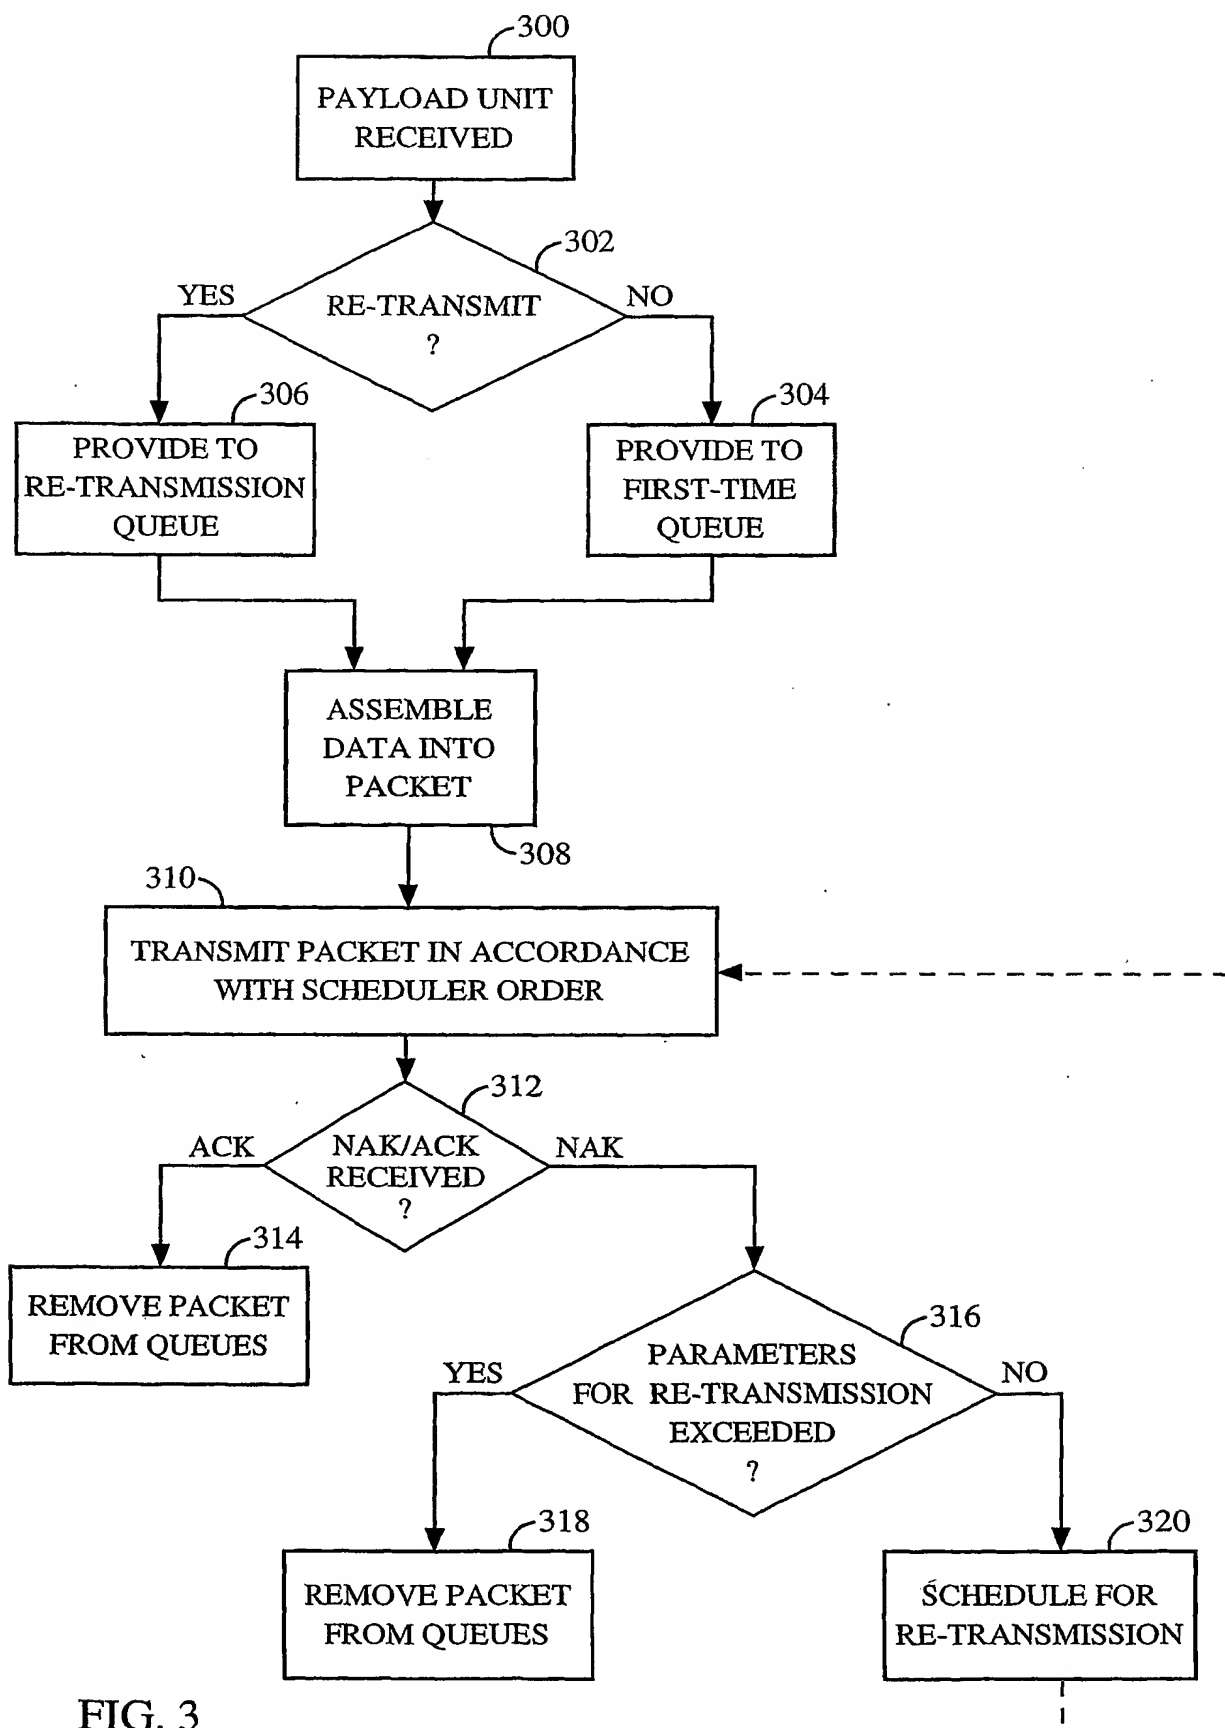 300
PAYLOAD UNIT
RECEIVED
302
YES
RE-TRANSMIT
?
NO
306
PROVIDE TO
RE-TRANSMISSION
QUEUE
304
PROVIDE TO
FIRST-TIME
QUEUE
ASSEMBLE
DATA INTO
PACKET
308
310
TRANSMIT PACKET IN ACCORDANCE
WITH SCHEDULER ORDER
312
ACK
NAK/ACK
RECEIVED
?
NAK
314
REMOVE PACKET
FROM QUEUES
316
YES
PARAMETERS
FOR RE-TRANSMISSION
EXCEEDED
?
NO
318
REMOVE PACKET
FROM QUEUES
320
SCHEDULE FOR
RE-TRANSMISSION
FIG. 3